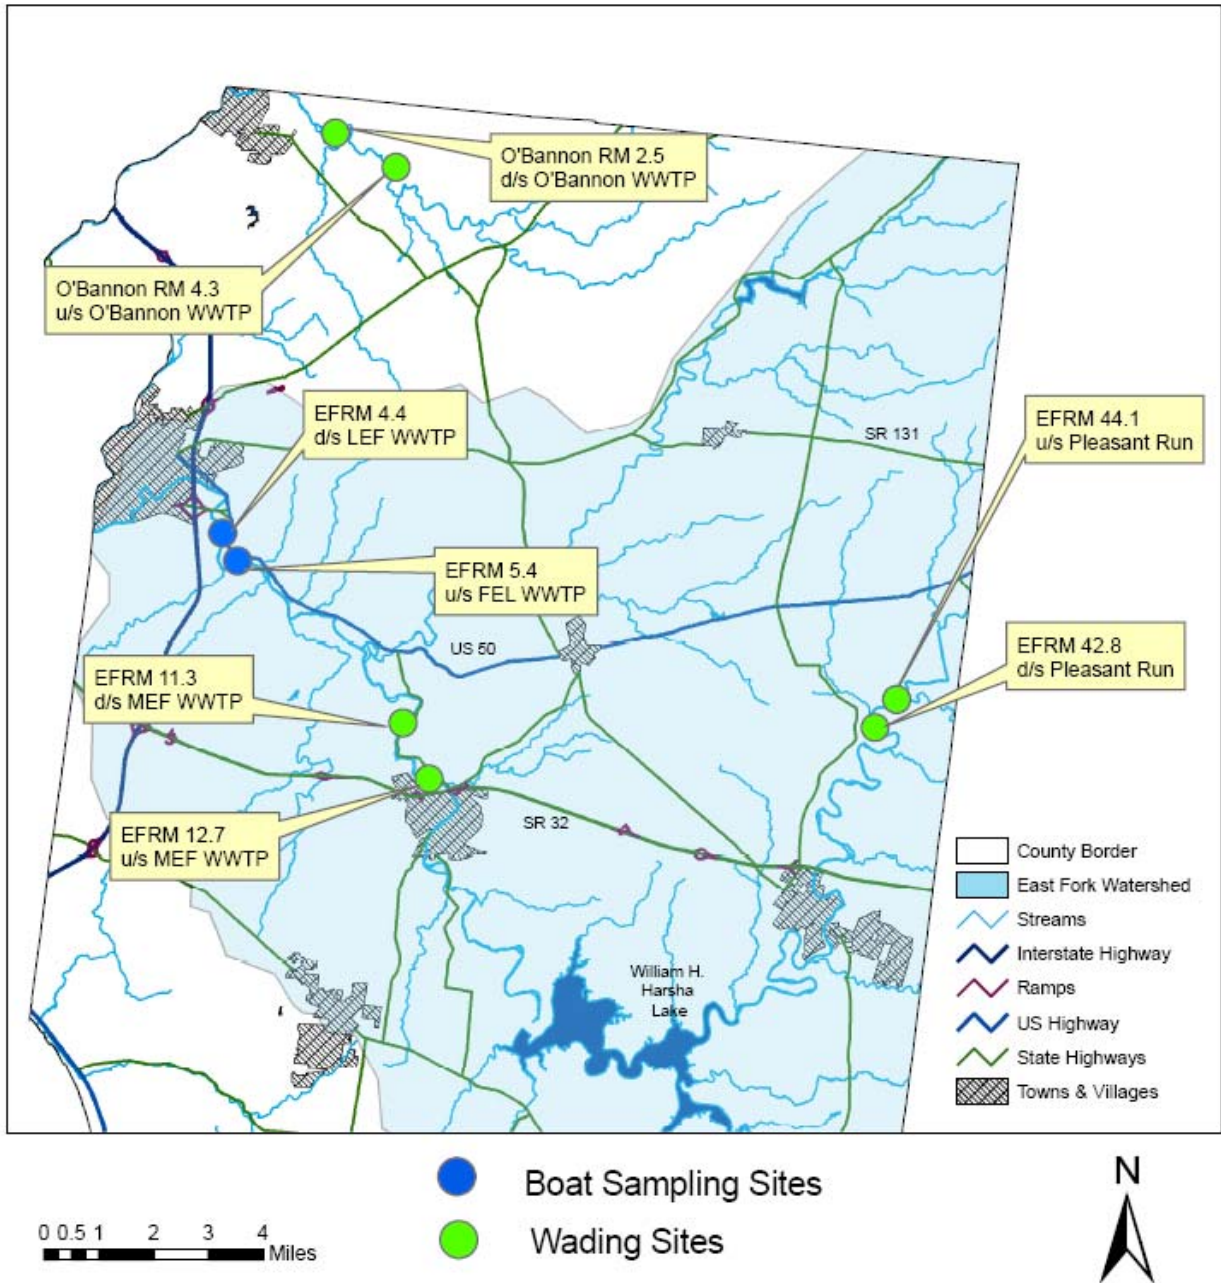 O'Bannon RM 2.5
d/s O'Bannon WWTP
O'Bannon RM 4.3
u/s O'Bannon WWTP
EFRM 4.4
d/s LEF WWTP
SR 131
EFRM 44.1
u/s Pleasant Run
EFRM 5.4
u/s FEL WWTP
US 50
EFRM 42.8
d/s Pleasant Run
EFRM 11.3
d/s MEF WWTP
EFRM 12.7
u/s MEF WWTP
SR 32
William H.
Harsha
Lake
County Border
East Fork Watershed
Streams
Interstate Highway
Ramps
US Highway
State Highways
Towns & Villages
Boat Sampling Sites
Wading Sites
0 0.5 1 2 3 4
Miles
N